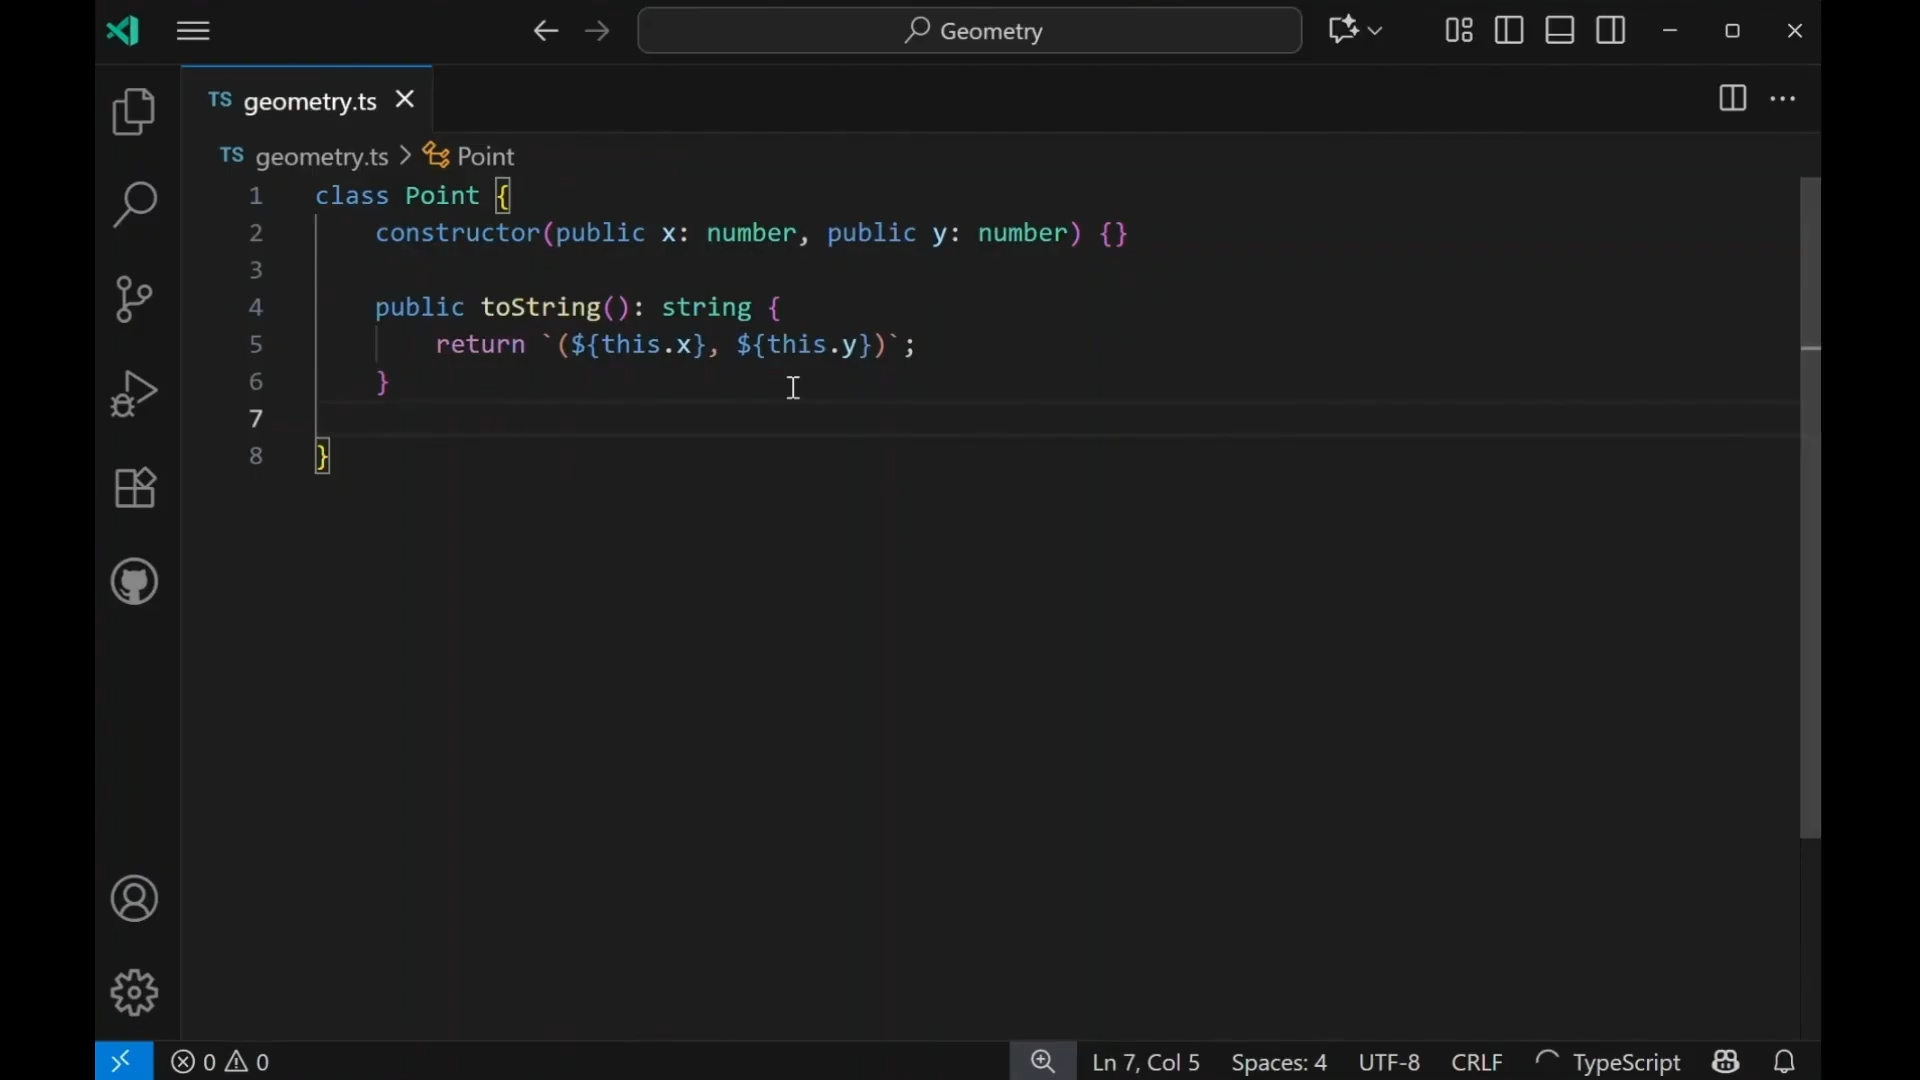 Geometry
TS geometry.ts
TS geometry.ts > Point
1 class Point {
2     constructor(public x: number, public y: number) {}
3
4     public toString(): string {
5         return `(${this.x}, ${this.y})`;
6     }
7
8 }
0 0 Ln 7, Col 5 Spaces: 4 UTF-8 CRLF TypeScript